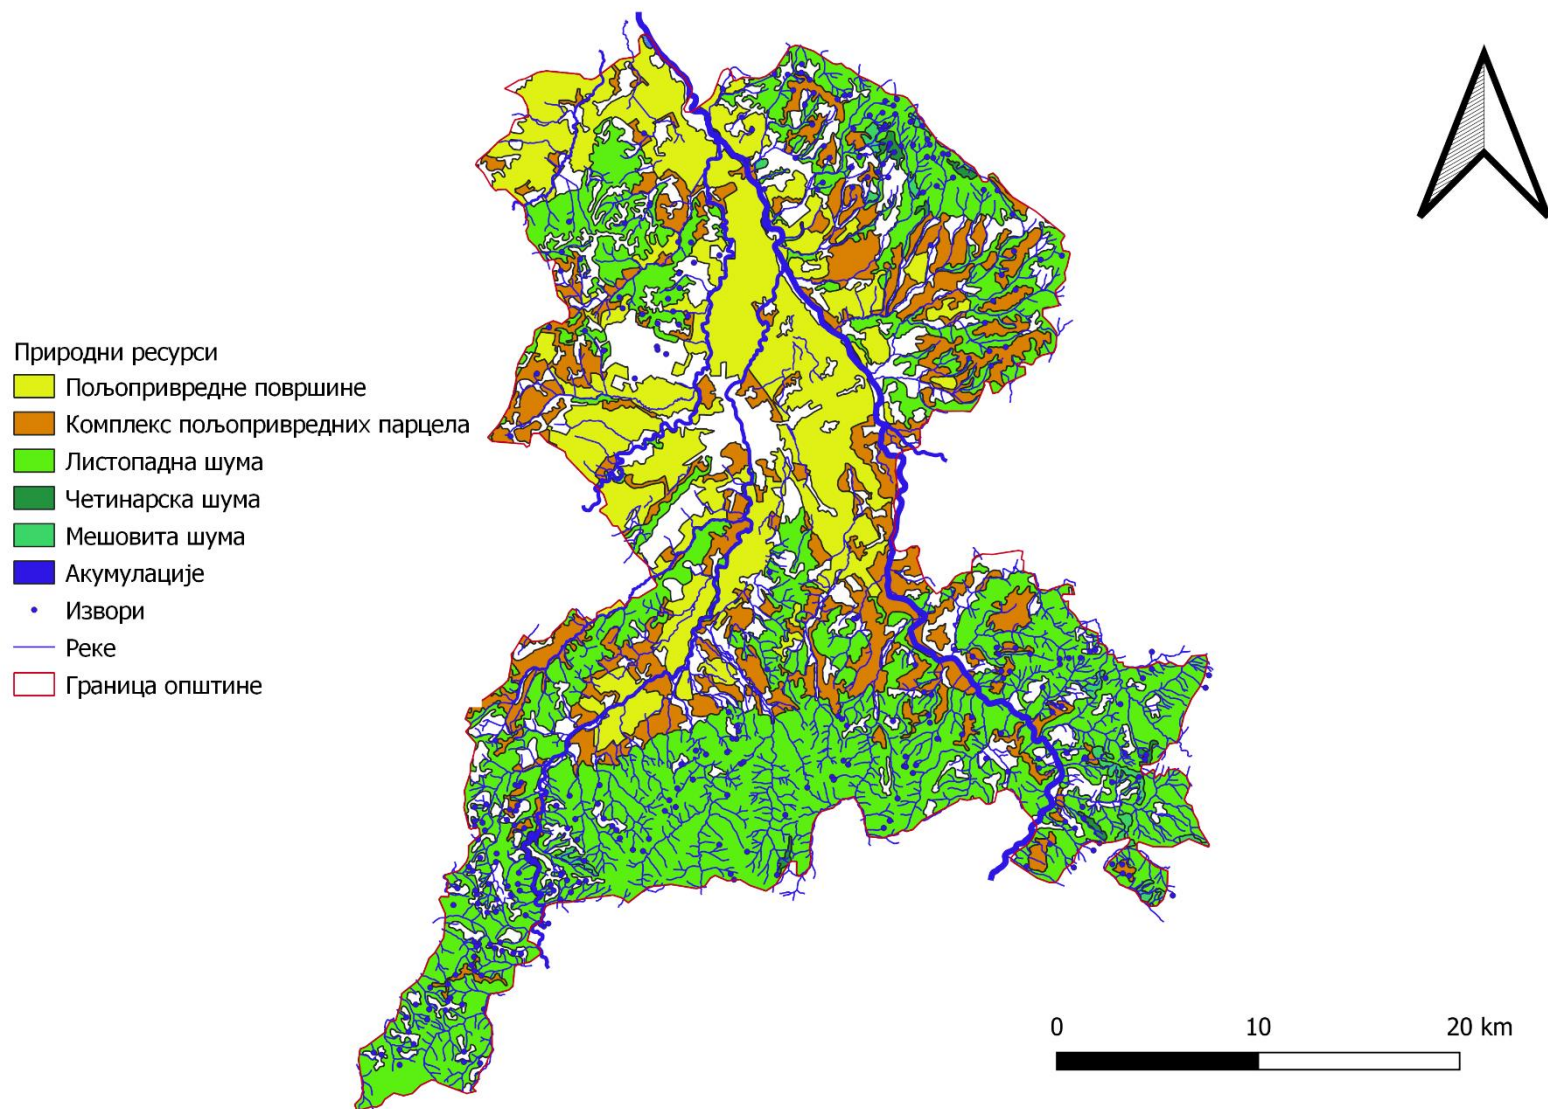 Природни ресурси
Пољопривредне површине
Комплекс пољопривредних парцела
Листопадна шума
Четинарска шума
Мешовита шума
Акумулације
Извори
Реке
Граница општине
0 10 20 km